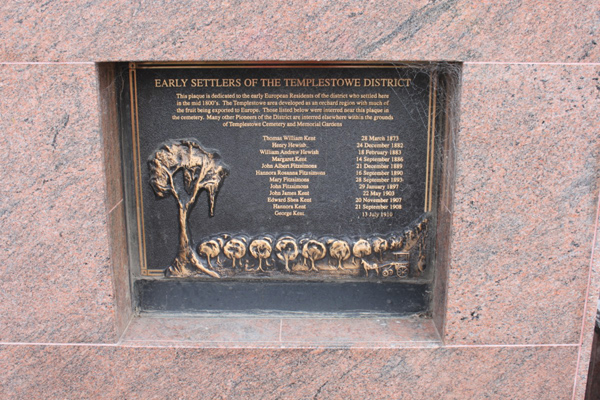 EARLY SETTLERS OF THE TEMPLESTOWE DISTRICT
This plaque is dedicated to the early European Residents of the district who settled here
in the mid 1800's. The Templestowe area developed as an orchard region with much of
the fruit being exported to Europe. Those listed below were interred near this plaque in
the cemetery. Many other Pioneers of the District are interred elsewhere within the grounds
of Templestowe Cemetery and Memorial Gardens
Thomas William Kent 28 March 1875
Henry Hewish 24 December 1882
William Andrew Hewish 18 February 1883
Margaret Kent 14 September 1886
John Albert Fitzsimons 21 December 1889
Hannora Rosanna Fitzsimons 16 September 1890
Mary Fitzsimons 28 September 1893
John Fitzsimons 29 January 1897
John James Kent 22 May 1903
Edward Shea Kent 20 November 1907
Hannora Kent 21 September 1908
George Kent 13 July 1910